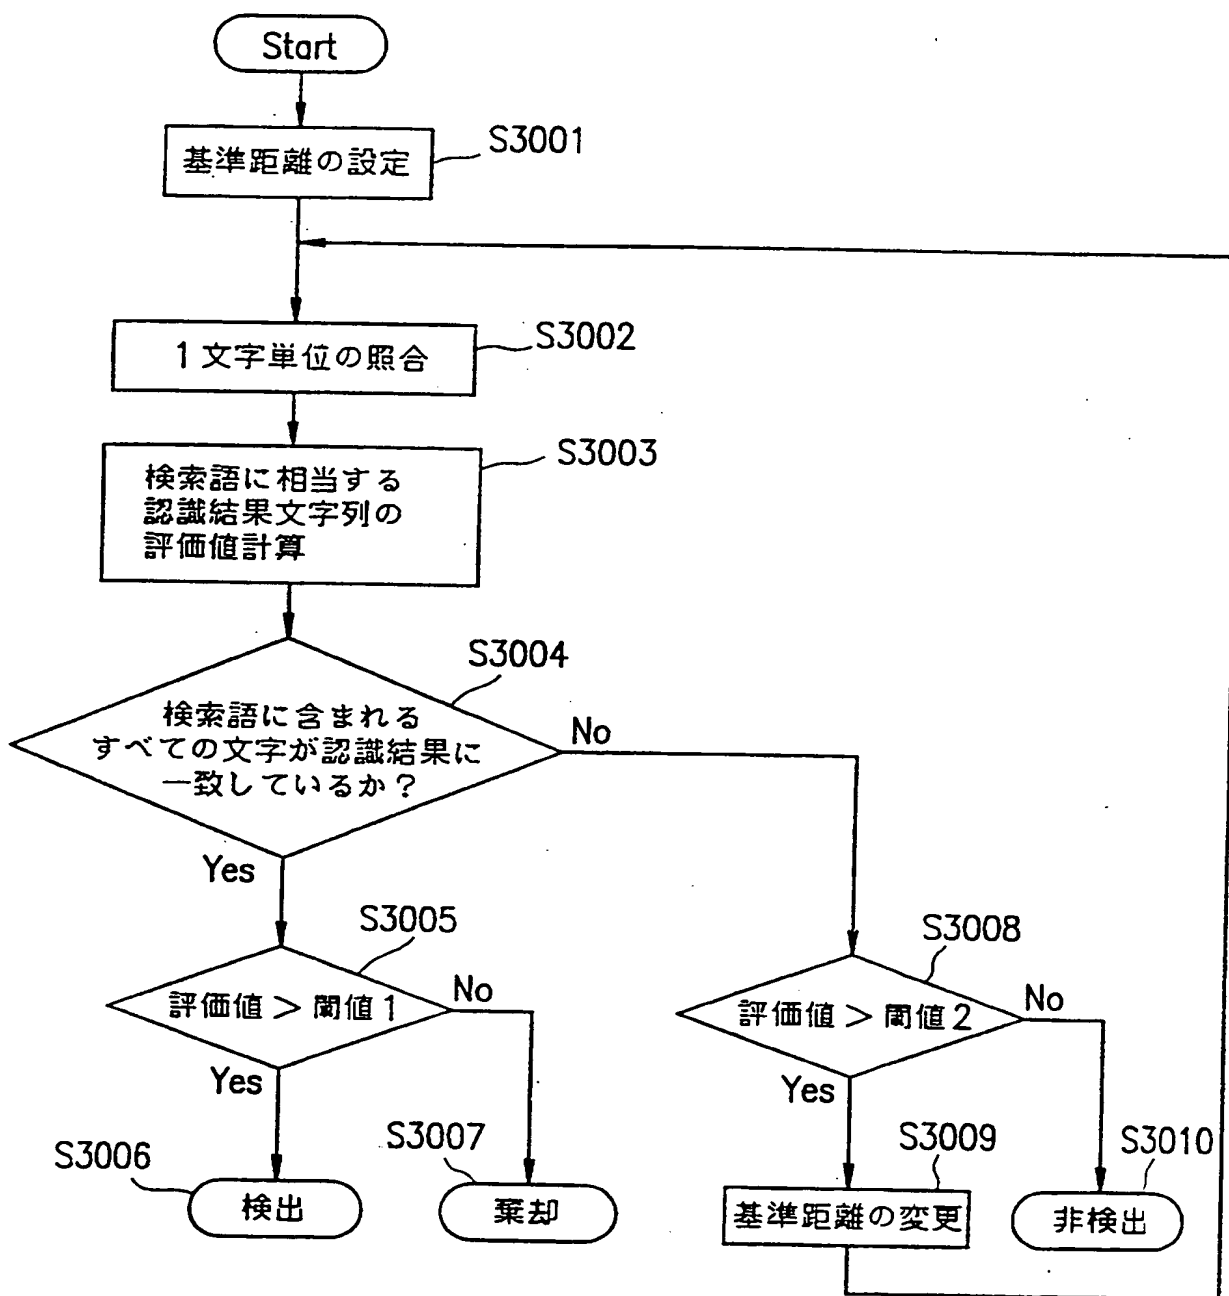 Start
基準距離の設定
S3001
1文字単位の照合
S3002
検索語に相当する
認識結果文字列の
評価値計算
S3003
S3004
検索語に含まれる
すべての文字が認識結果に
一致しているか?
No
Yes
S3005
評価値 > 閾値1
No
Yes
S3008
評価値 > 閾値2
No
Yes
S3006
検出
S3007
棄却
S3009
基準距離の変更
S3010
非検出